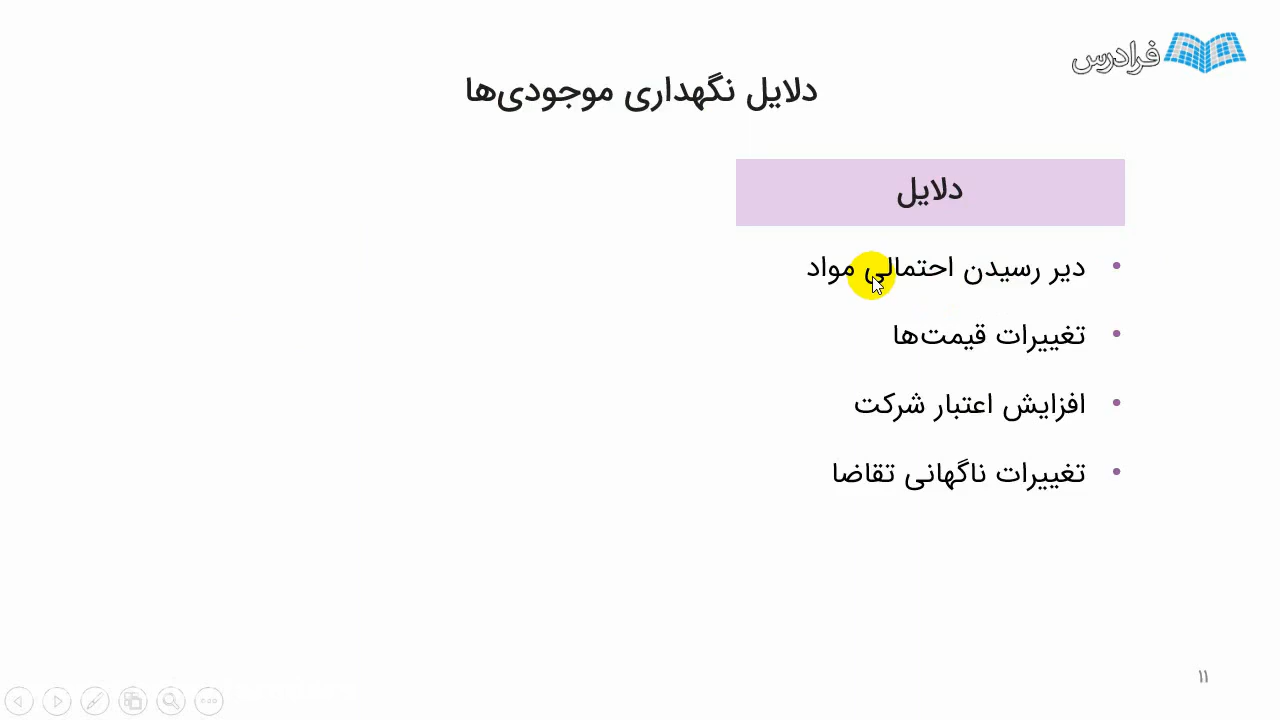 فرادرس
دلایل نگهداری موجودی‌ها
دلایل
• دیر رسیدن احتمالی مواد
• تغییرات قیمت‌ها
• افزایش اعتبار شرکت
• تغییرات ناگهانی تقاضا
۱۱